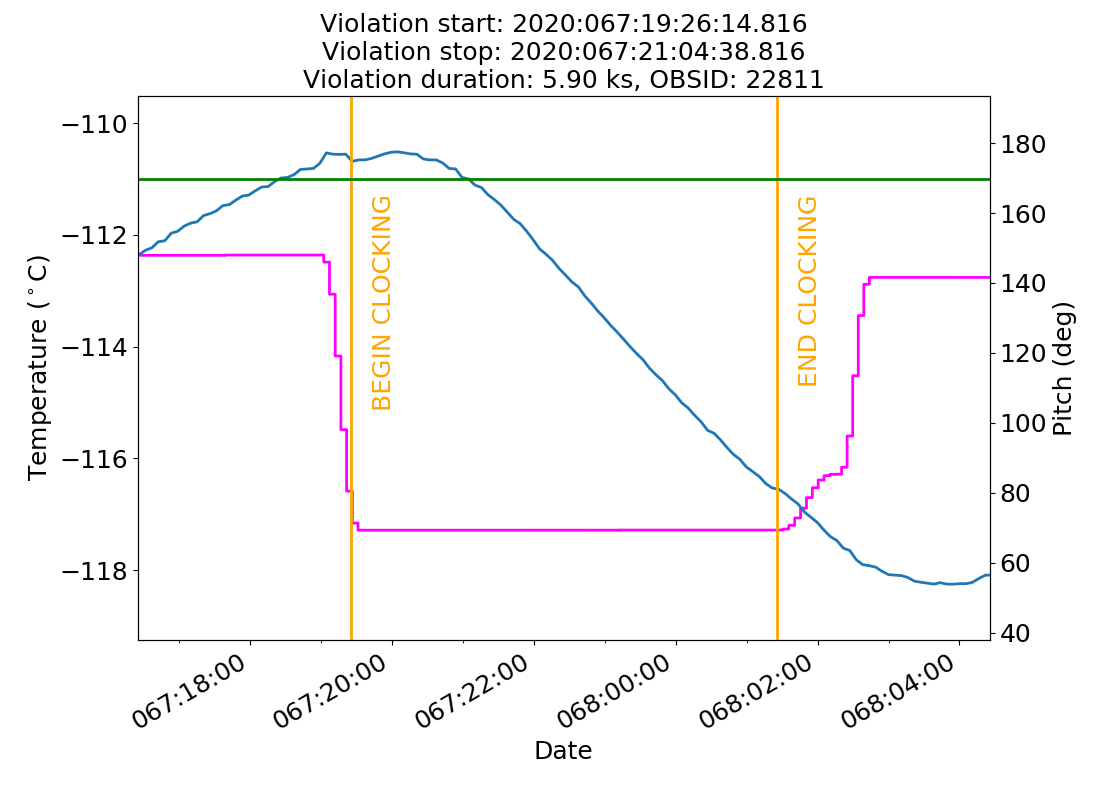 Violation start: 2020:067:19:26:14.816
Violation stop: 2020:067:21:04:38.816
Violation duration: 5.90 ks, OBSID: 22811
−110
−112
−114
−116
−118
Temperature (°C)
BEGIN CLOCKING
END CLOCKING
180
160
140
120
100
80
60
40
Pitch (deg)
067:18:00
067:20:00
067:22:00
068:00:00
068:02:00
068:04:00
Date